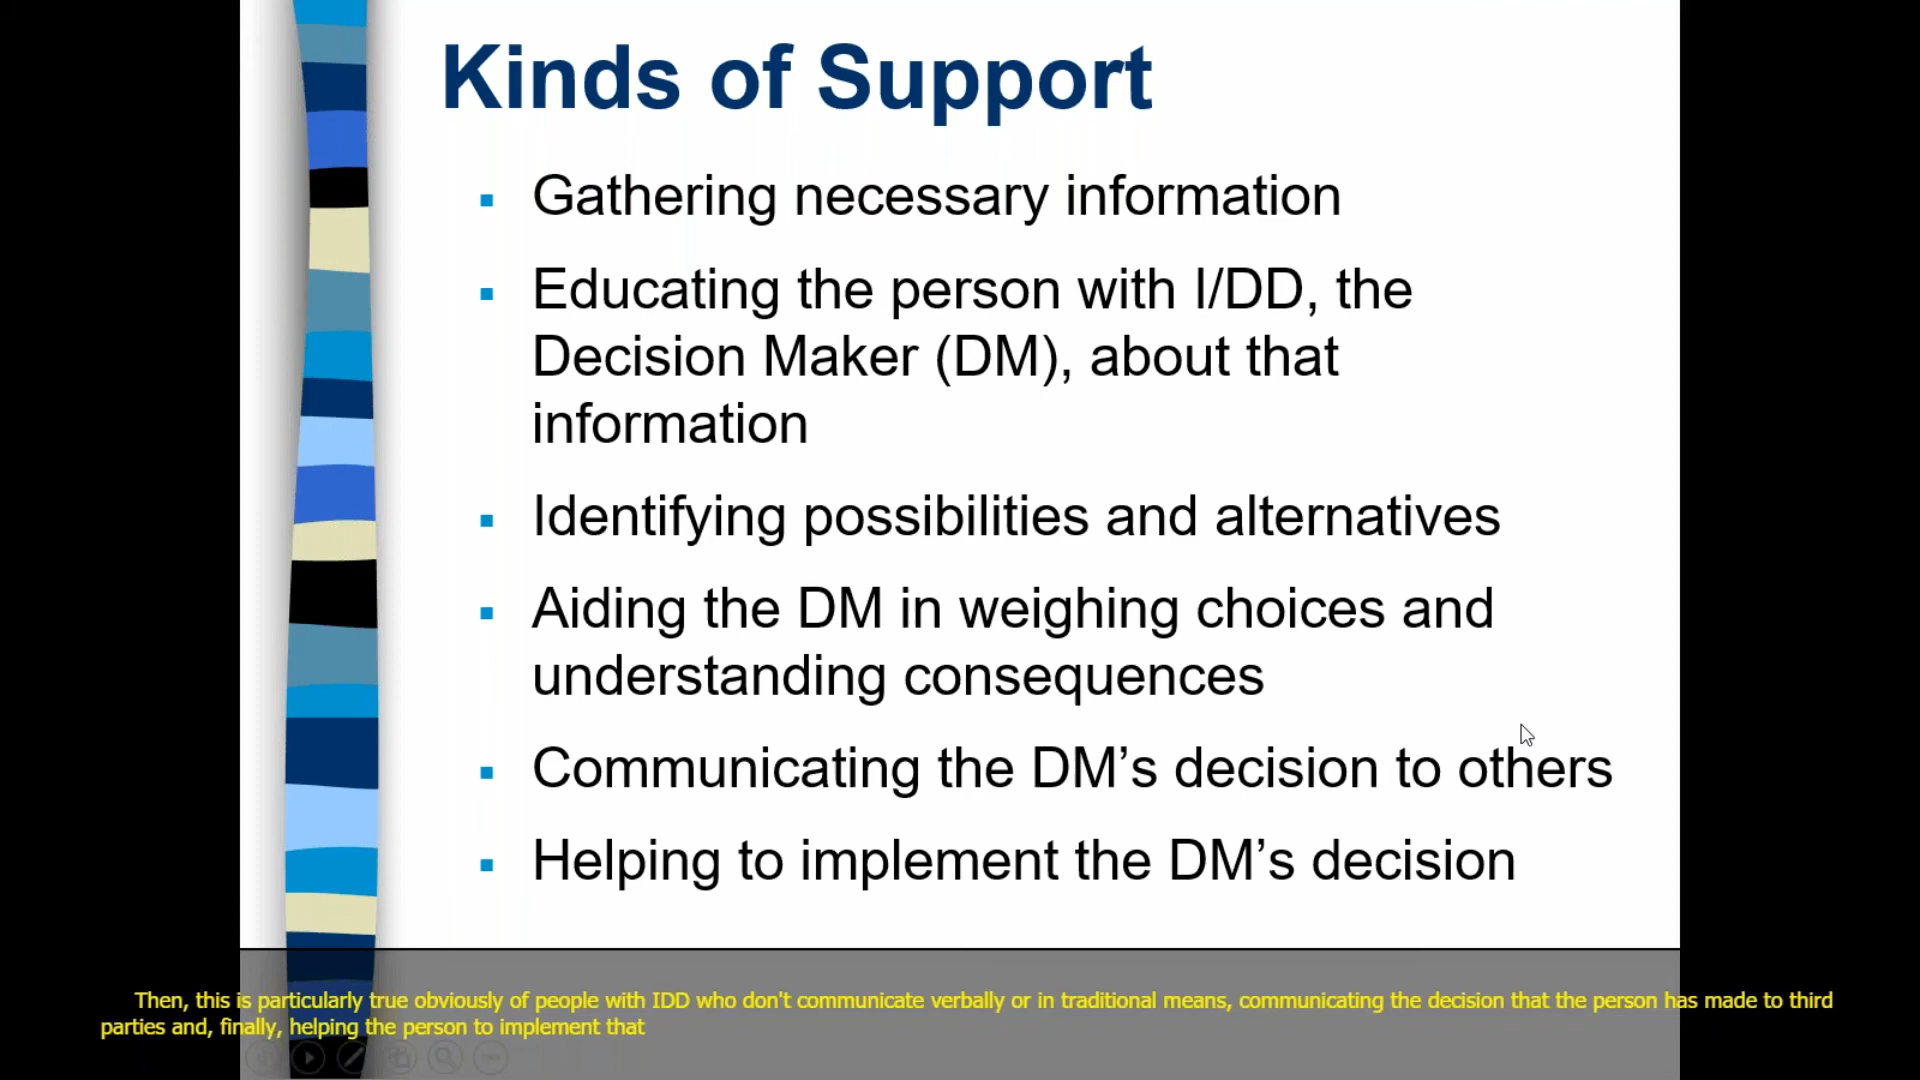 Kinds of Support
▪ Gathering necessary information
▪ Educating the person with I/DD, the
Decision Maker (DM), about that
information
▪ Identifying possibilities and alternatives
▪ Aiding the DM in weighing choices and
understanding consequences
▪ Communicating the DM’s decision to others
▪ Helping to implement the DM’s decision
Then, this is particularly true obviously of people with IDD who don't communicate verbally or in traditional means, communicating the decision that the person has made to third
parties and, finally, helping the person to implement that